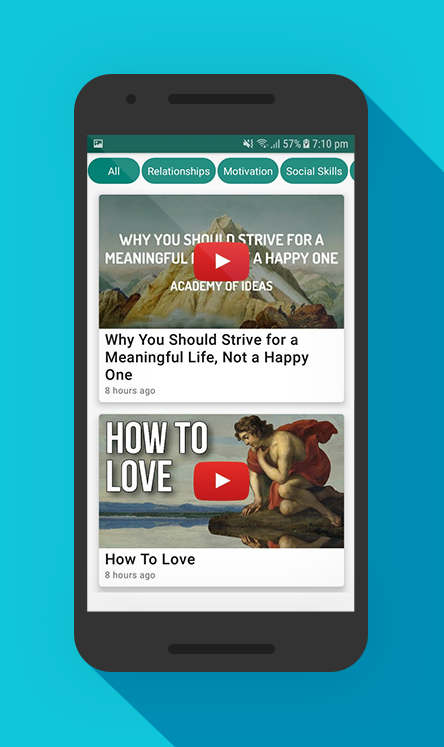 57% 7:10 pm
All Relationships Motivation Social Skills
WHY YOU SHOULD STRIVE FOR A
MEANINGFUL A HAPPY ONE
ACADEMY OF IDEAS
Why You Should Strive for a
Meaningful Life, Not a Happy
One
8 hours ago
HOW TO
LOVE
How To Love
8 hours ago